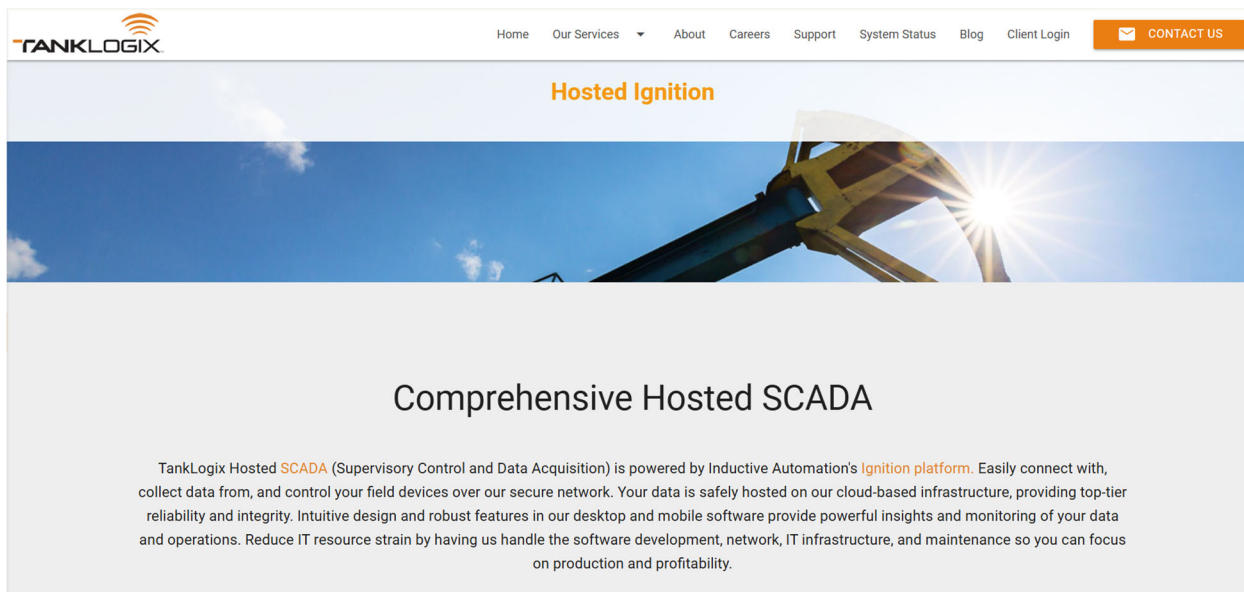 TANKLOGIX
Home Our Services About Careers Support System Status Blog Client Login CONTACT US
Hosted Ignition
Comprehensive Hosted SCADA
TankLogix Hosted SCADA (Supervisory Control and Data Acquisition) is powered by Inductive Automation's Ignition platform. Easily connect with,
collect data from, and control your field devices over our secure network. Your data is safely hosted on our cloud-based infrastructure, providing top-tier
reliability and integrity. Intuitive design and robust features in our desktop and mobile software provide powerful insights and monitoring of your data
and operations. Reduce IT resource strain by having us handle the software development, network, IT infrastructure, and maintenance so you can focus
on production and profitability.